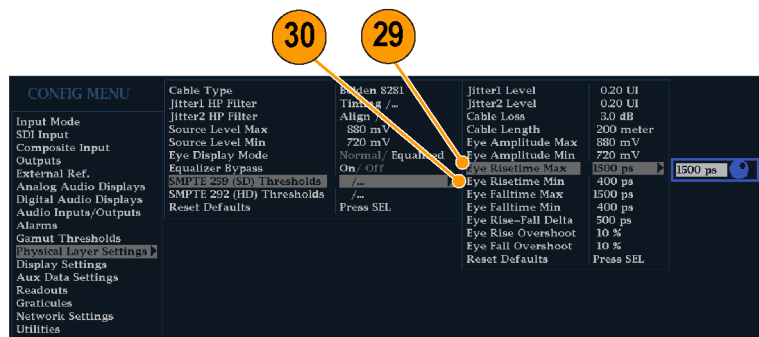 30
29
CONFIG MENU
Input Mode
SDI Input
Composite Input
Outputs
External Ref.
Analog Audio Displays
Digital Audio Displays
Audio Inputs/Outputs
Alarms
Gamut Thresholds
Physical Layer Settings
Display Settings
Aux Data Settings
Readouts
Graticules
Network Settings
Utilities
Cable Type Belden 8281
Jitter1 HP Filter Timing /...
Jitter2 HP Filter Align /...
Source Level Max 880 mV
Source Level Min 720 mV
Eye Display Mode Normal/ Equalized
Equalizer Bypass On/ Off
SMPTE 259 (SD) Thresholds /...
SMPTE 292 (HD) Thresholds /...
Reset Defaults Press SEL
Jitter1 Level 0.20 UI
Jitter2 Level 0.20 UI
Cable Loss 3.0 dB
Cable Length 200 meter
Eye Amplitude Max 880 mV
Eye Amplitude Min 720 mV
Eye Risetime Max 1500 ps
Eye Risetime Min 400 ps
Eye Falltime Max 1500 ps
Eye Falltime Min 400 ps
Eye Rise-Fall Delta 500 ps
Eye Rise Overshoot 10 %
Eye Fall Overshoot 10 %
Reset Defaults Press SEL
1500 ps